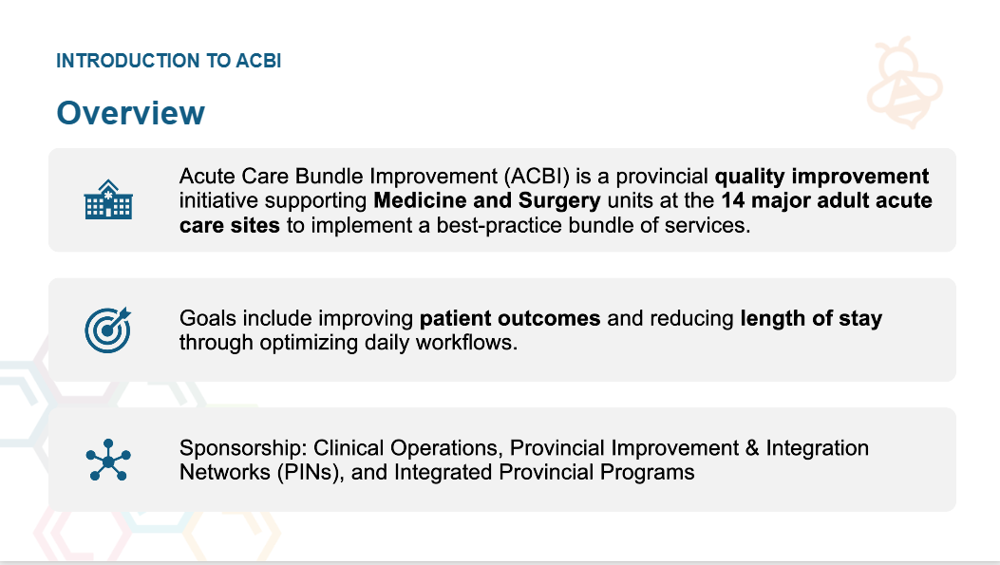 INTRODUCTION TO ACBI
Overview
Acute Care Bundle Improvement (ACBI) is a provincial quality improvement
initiative supporting Medicine and Surgery units at the 14 major adult acute
care sites to implement a best-practice bundle of services.
Goals include improving patient outcomes and reducing length of stay
through optimizing daily workflows.
Sponsorship: Clinical Operations, Provincial Improvement & Integration
Networks (PINs), and Integrated Provincial Programs